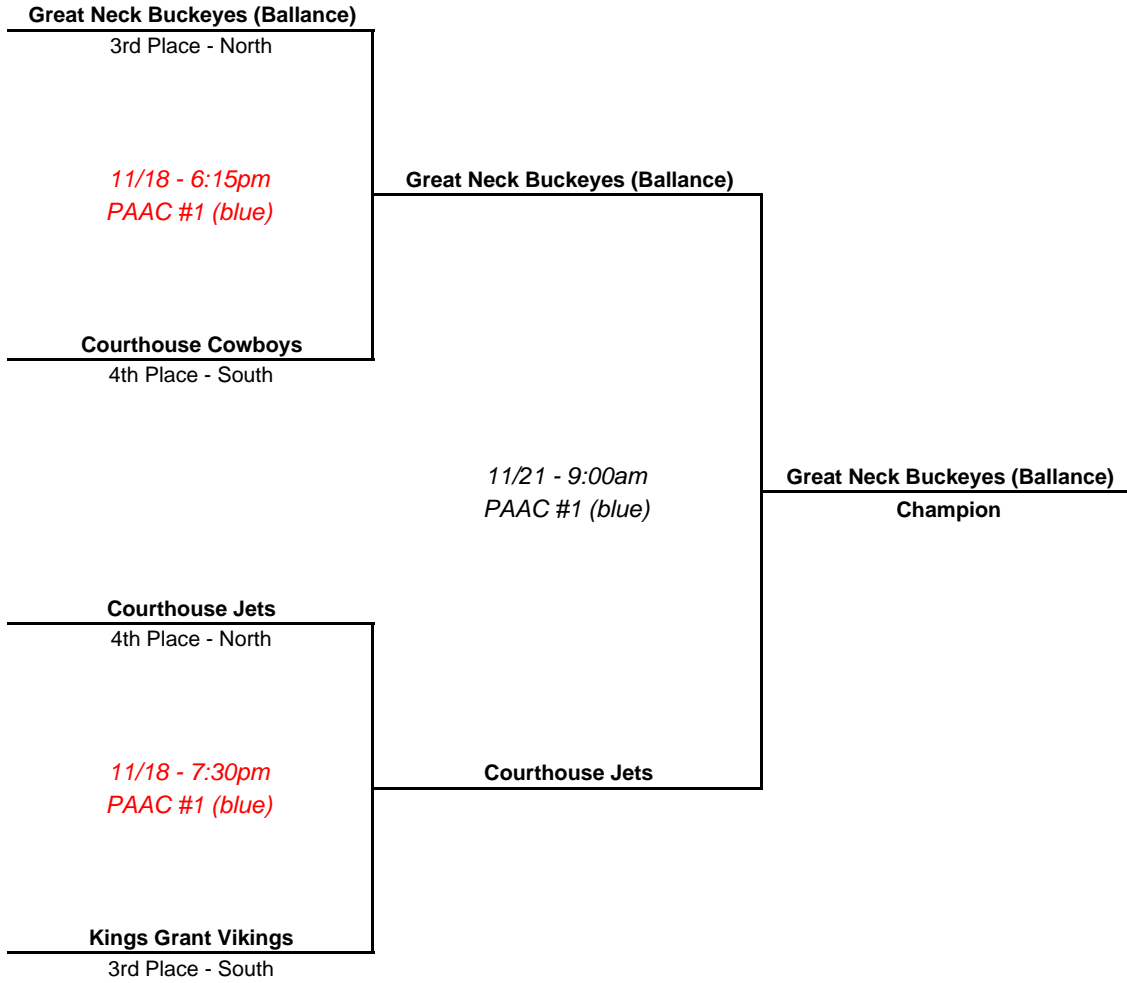 Great Neck Buckeyes (Ballance)
3rd Place - North
11/18 - 6:15pm
PAAC #1 (blue)
Great Neck Buckeyes (Ballance)
Courthouse Cowboys
4th Place - South
11/21 - 9:00am
PAAC #1 (blue)
Great Neck Buckeyes (Ballance)
Champion
Courthouse Jets
4th Place - North
11/18 - 7:30pm
PAAC #1 (blue)
Courthouse Jets
Kings Grant Vikings
3rd Place - South